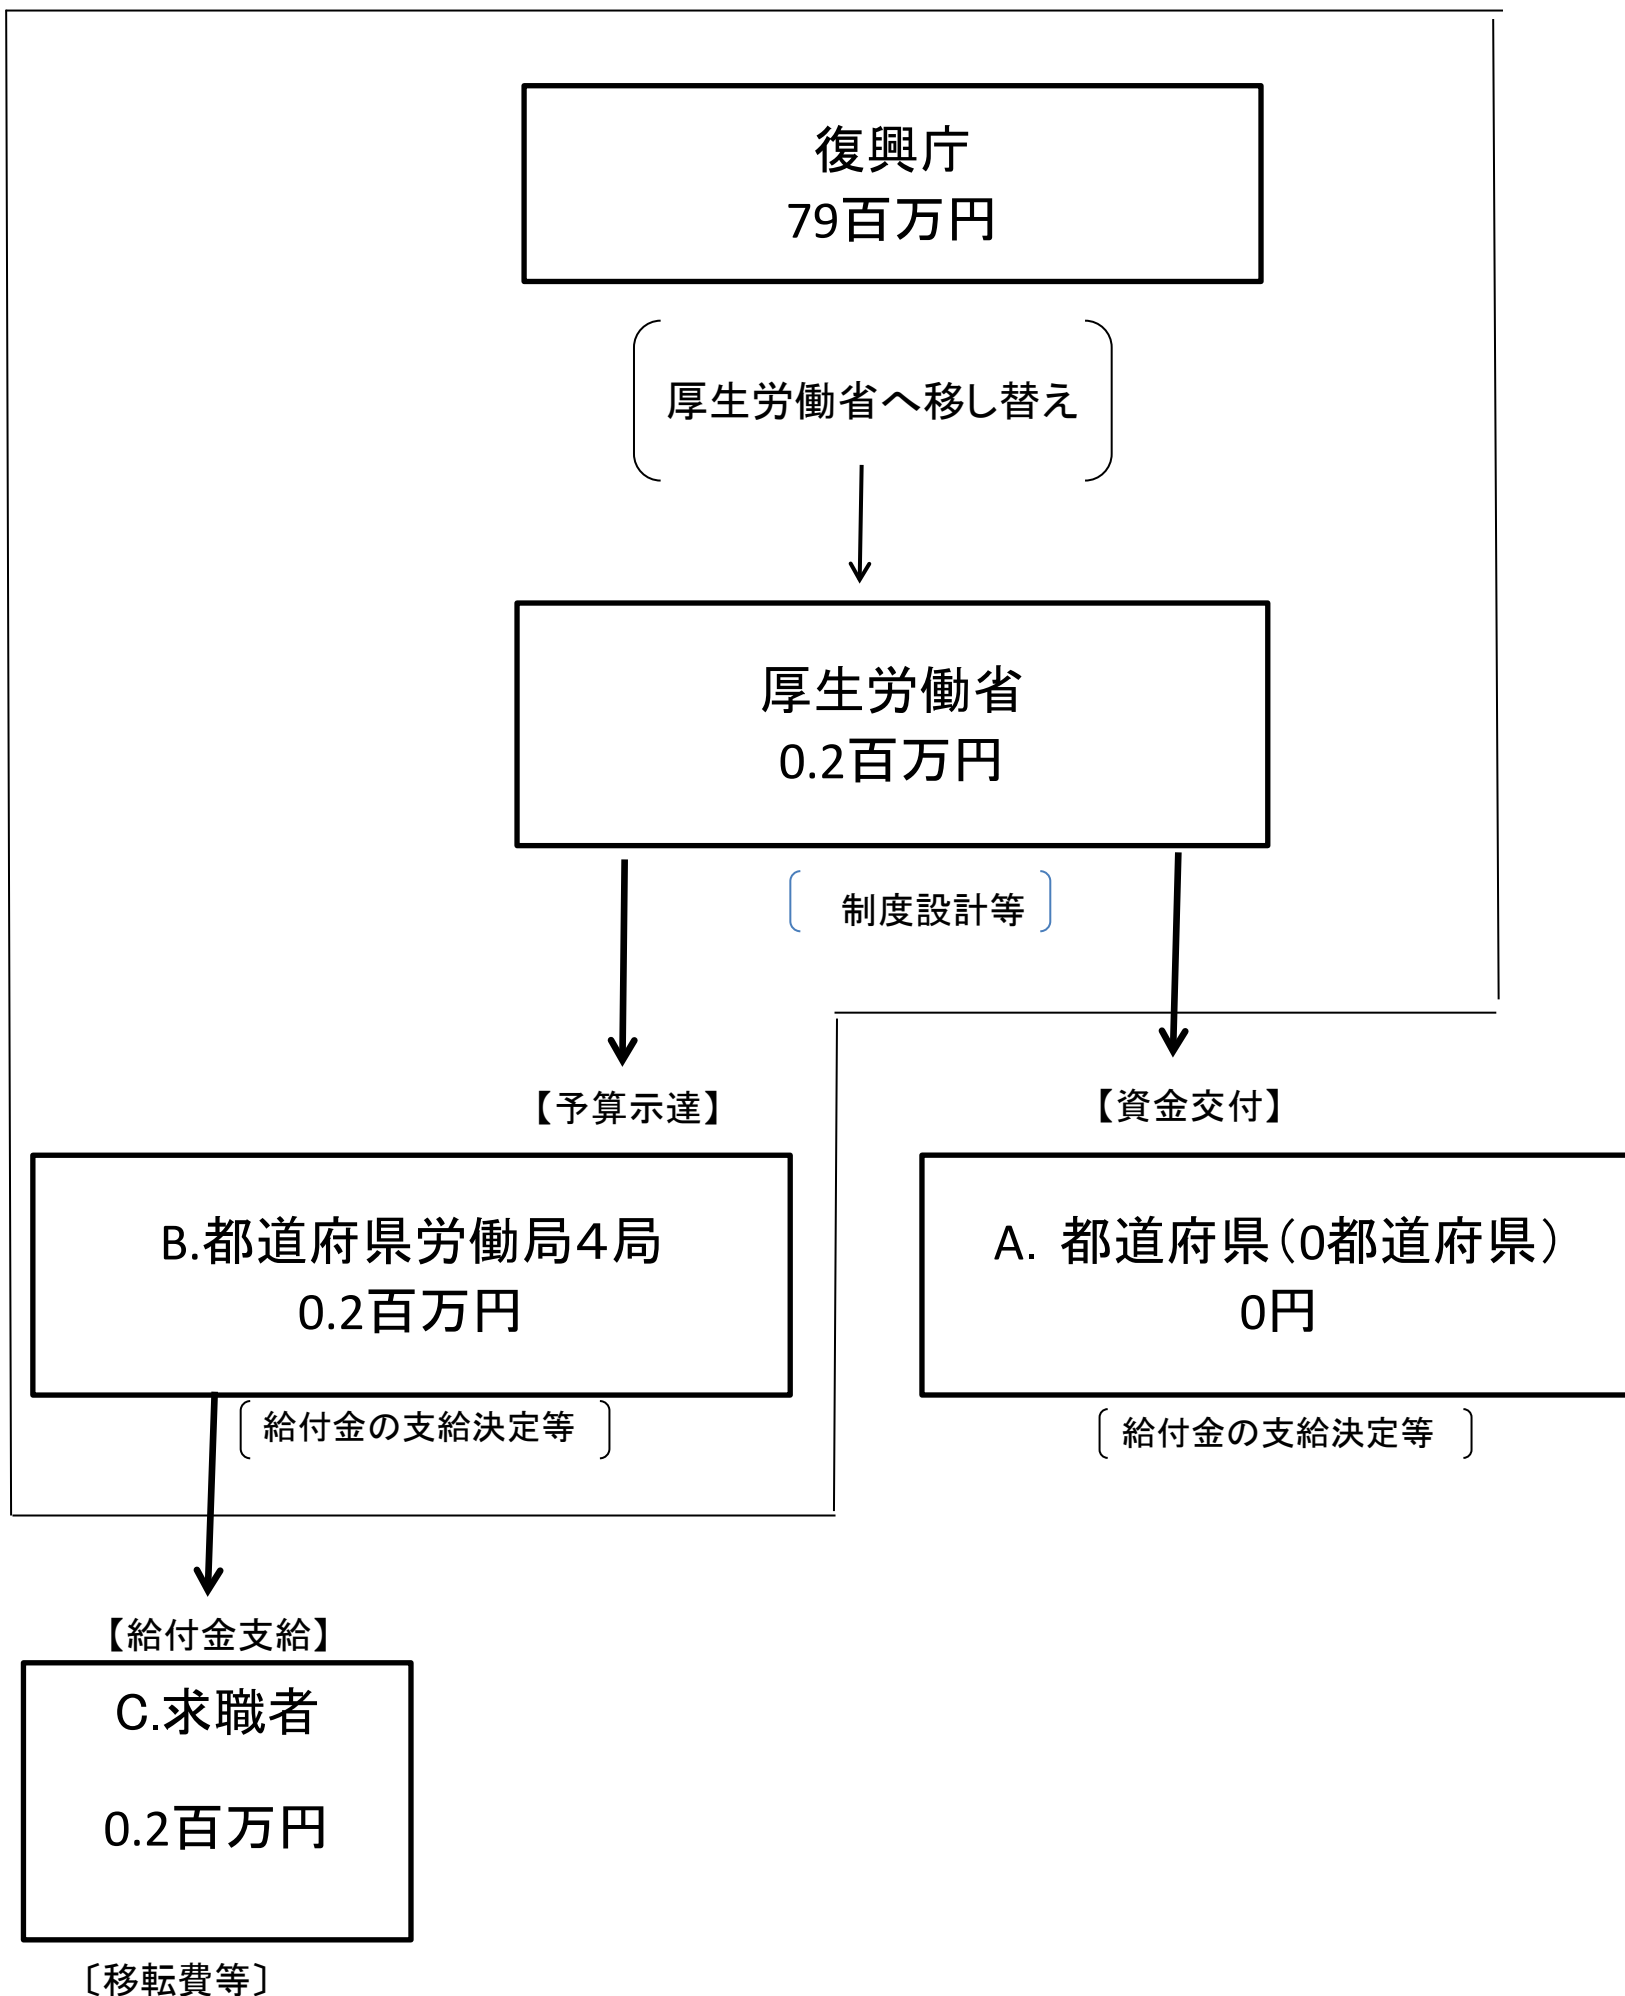 復興庁
79百万円
厚生労働省へ移し替え
厚生労働省
0.2百万円
制度設計等
【予算示達】
【資金交付】
B.都道府県労働局４局
0.2百万円
A. 都道府県（0都道府県）
0円
給付金の支給決定等
給付金の支給決定等
【給付金支給】
C.求職者
0.2百万円
〔移転費等〕